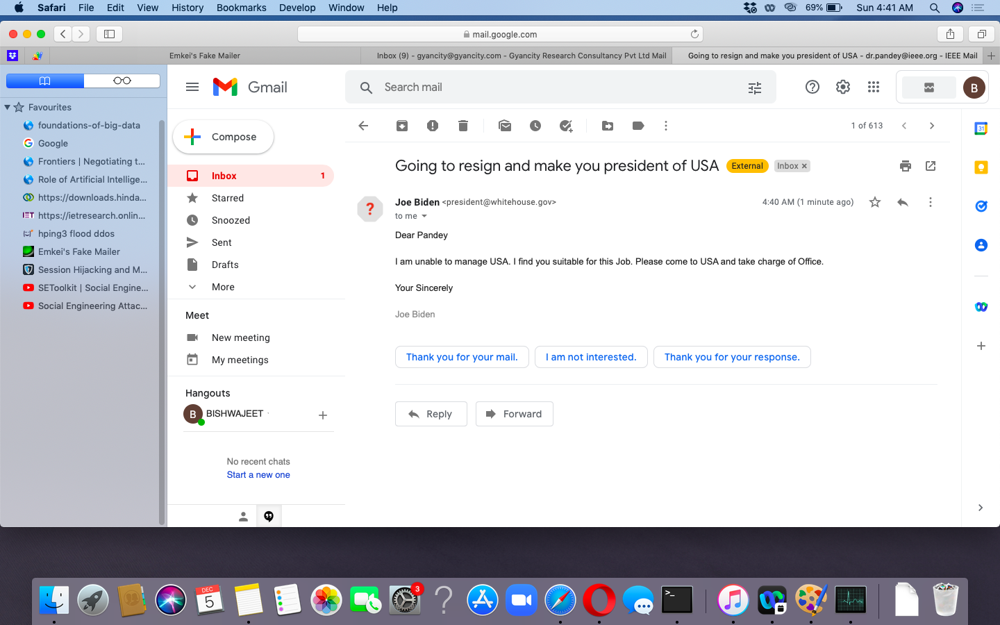 Safari File Edit View History Bookmarks Develop Window Help 69% Sun 4:41 AM
mail.google.com
Emkei's Fake Mailer
Inbox (9) - gyancity@gyancity.com - Gyancity Research Consultancy Pvt Ltd Mail
Going to resign and make you president of USA - dr.pandey@ieee.org - IEEE Mail
Favourites
foundations-of-big-data
Google
Frontiers | Negotiating t...
Role of Artificial Intellige...
https://downloads.hinda...
IET https://ietresearch.onlin...
hping3 flood ddos
Emkei's Fake Mailer
Session Hijacking and M...
SEToolkit | Social Engine...
Social Engineering Attac...
Gmail
Search mail
B
Compose
Inbox 1
Starred
Snoozed
Sent
Drafts
More
Meet
New meeting
My meetings
Hangouts
B BISHWAJEET
No recent chats
Start a new one
1 of 613
Going to resign and make you president of USA External Inbox x
Joe Biden <president@whitehouse.gov> 4:40 AM (1 minute ago)
to me
Dear Pandey
I am unable to manage USA. I find you suitable for this Job. Please come to USA and take charge of Office.
Your Sincerely
Joe Biden
Thank you for your mail. I am not interested. Thank you for your response.
Reply Forward
31
DEC
5
3